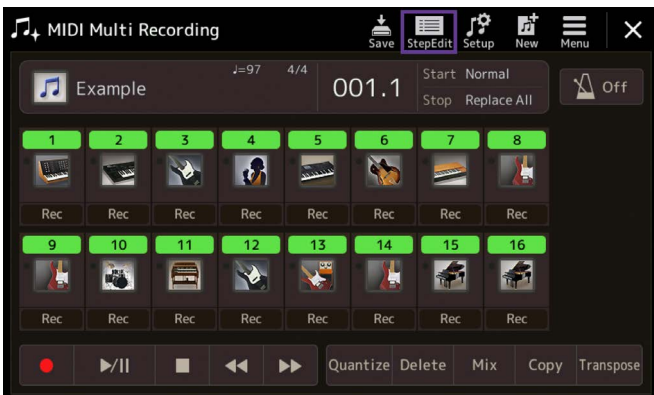 MIDI Multi Recording
Save StepEdit Setup New Menu
Example
♩=97 4/4
001.1
Start Normal
Stop Replace All
Off
1 2 3 4 5 6 7 8
Rec Rec Rec Rec Rec Rec Rec Rec
9 10 11 12 13 14 15 16
Rec Rec Rec Rec Rec Rec Rec Rec
Quantize Delete Mix Copy Transpose